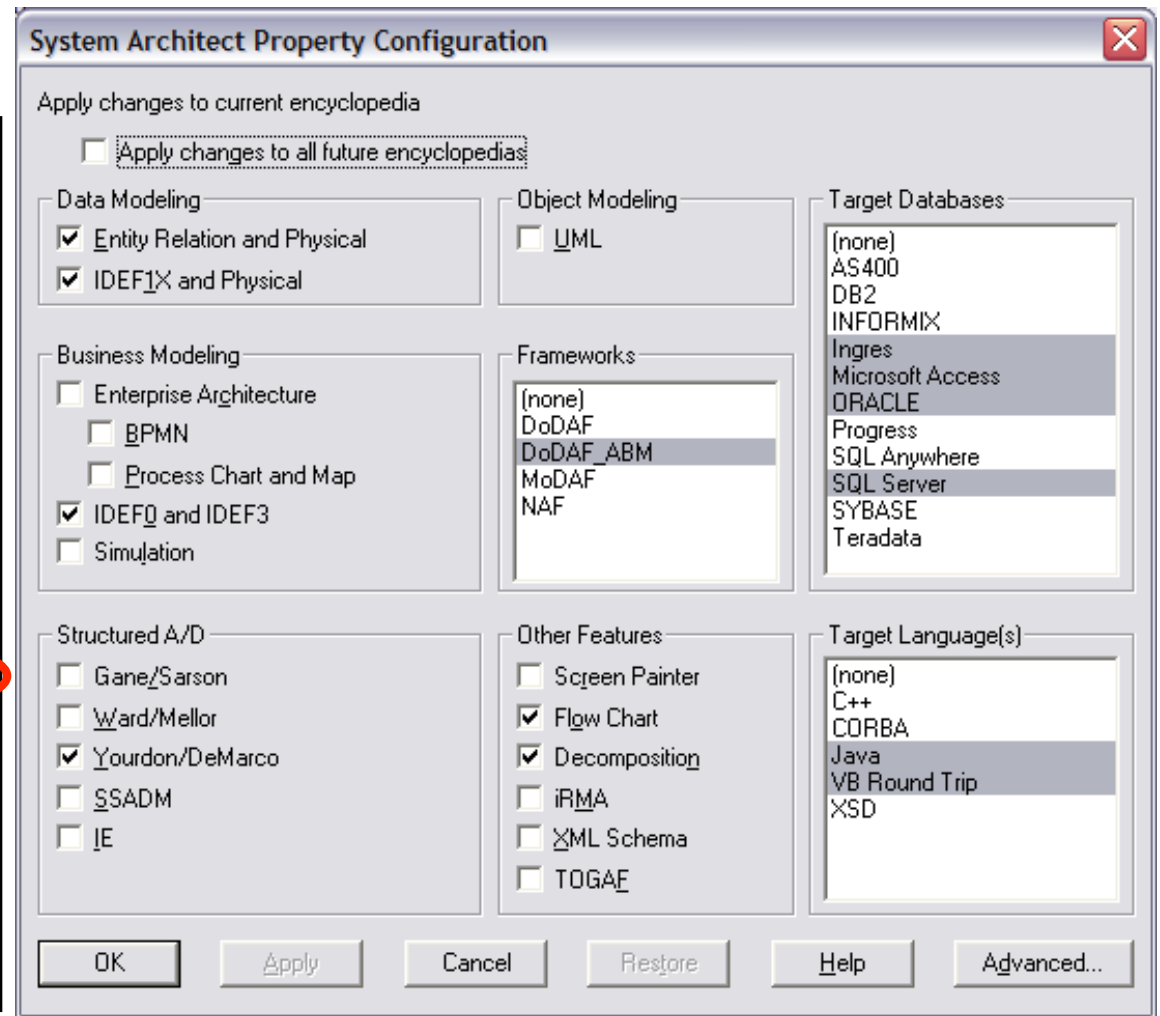 System Architect Property Configuration
Apply changes to current encyclopedia
Apply changes to all future encyclopedias
Data Modeling
Entity Relation and Physical
IDEF1X and Physical
Object Modeling
UML
Target Databases
(none)
AS400
DB2
INFORMIX
Ingres
Microsoft Access
ORACLE
Progress
SQL Anywhere
SQL Server
SYBASE
Teradata
Business Modeling
Enterprise Architecture
BPMN
Process Chart and Map
IDEF0 and IDEF3
Simulation
Frameworks
(none)
DoDAF
DoDAF_ABM
MoDAF
NAF
Structured A/D
Gane/Sarson
Ward/Mellor
Yourdon/DeMarco
SSADM
IE
Other Features
Screen Painter
Flow Chart
Decomposition
iRMA
XML Schema
TOGAF
Target Language(s)
(none)
C++
CORBA
Java
VB Round Trip
XSD
OK
Apply
Cancel
Restore
Help
Advanced...